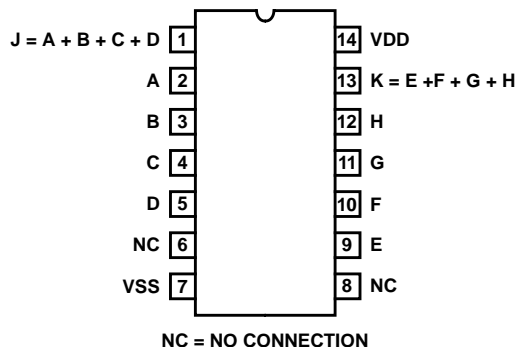 J = A + B + C + D 1
A 2
B 3
C 4
D 5
NC 6
VSS 7
14 VDD
13 K = E +F + G + H
12 H
11 G
10 F
9 E
8 NC
NC = NO CONNECTION